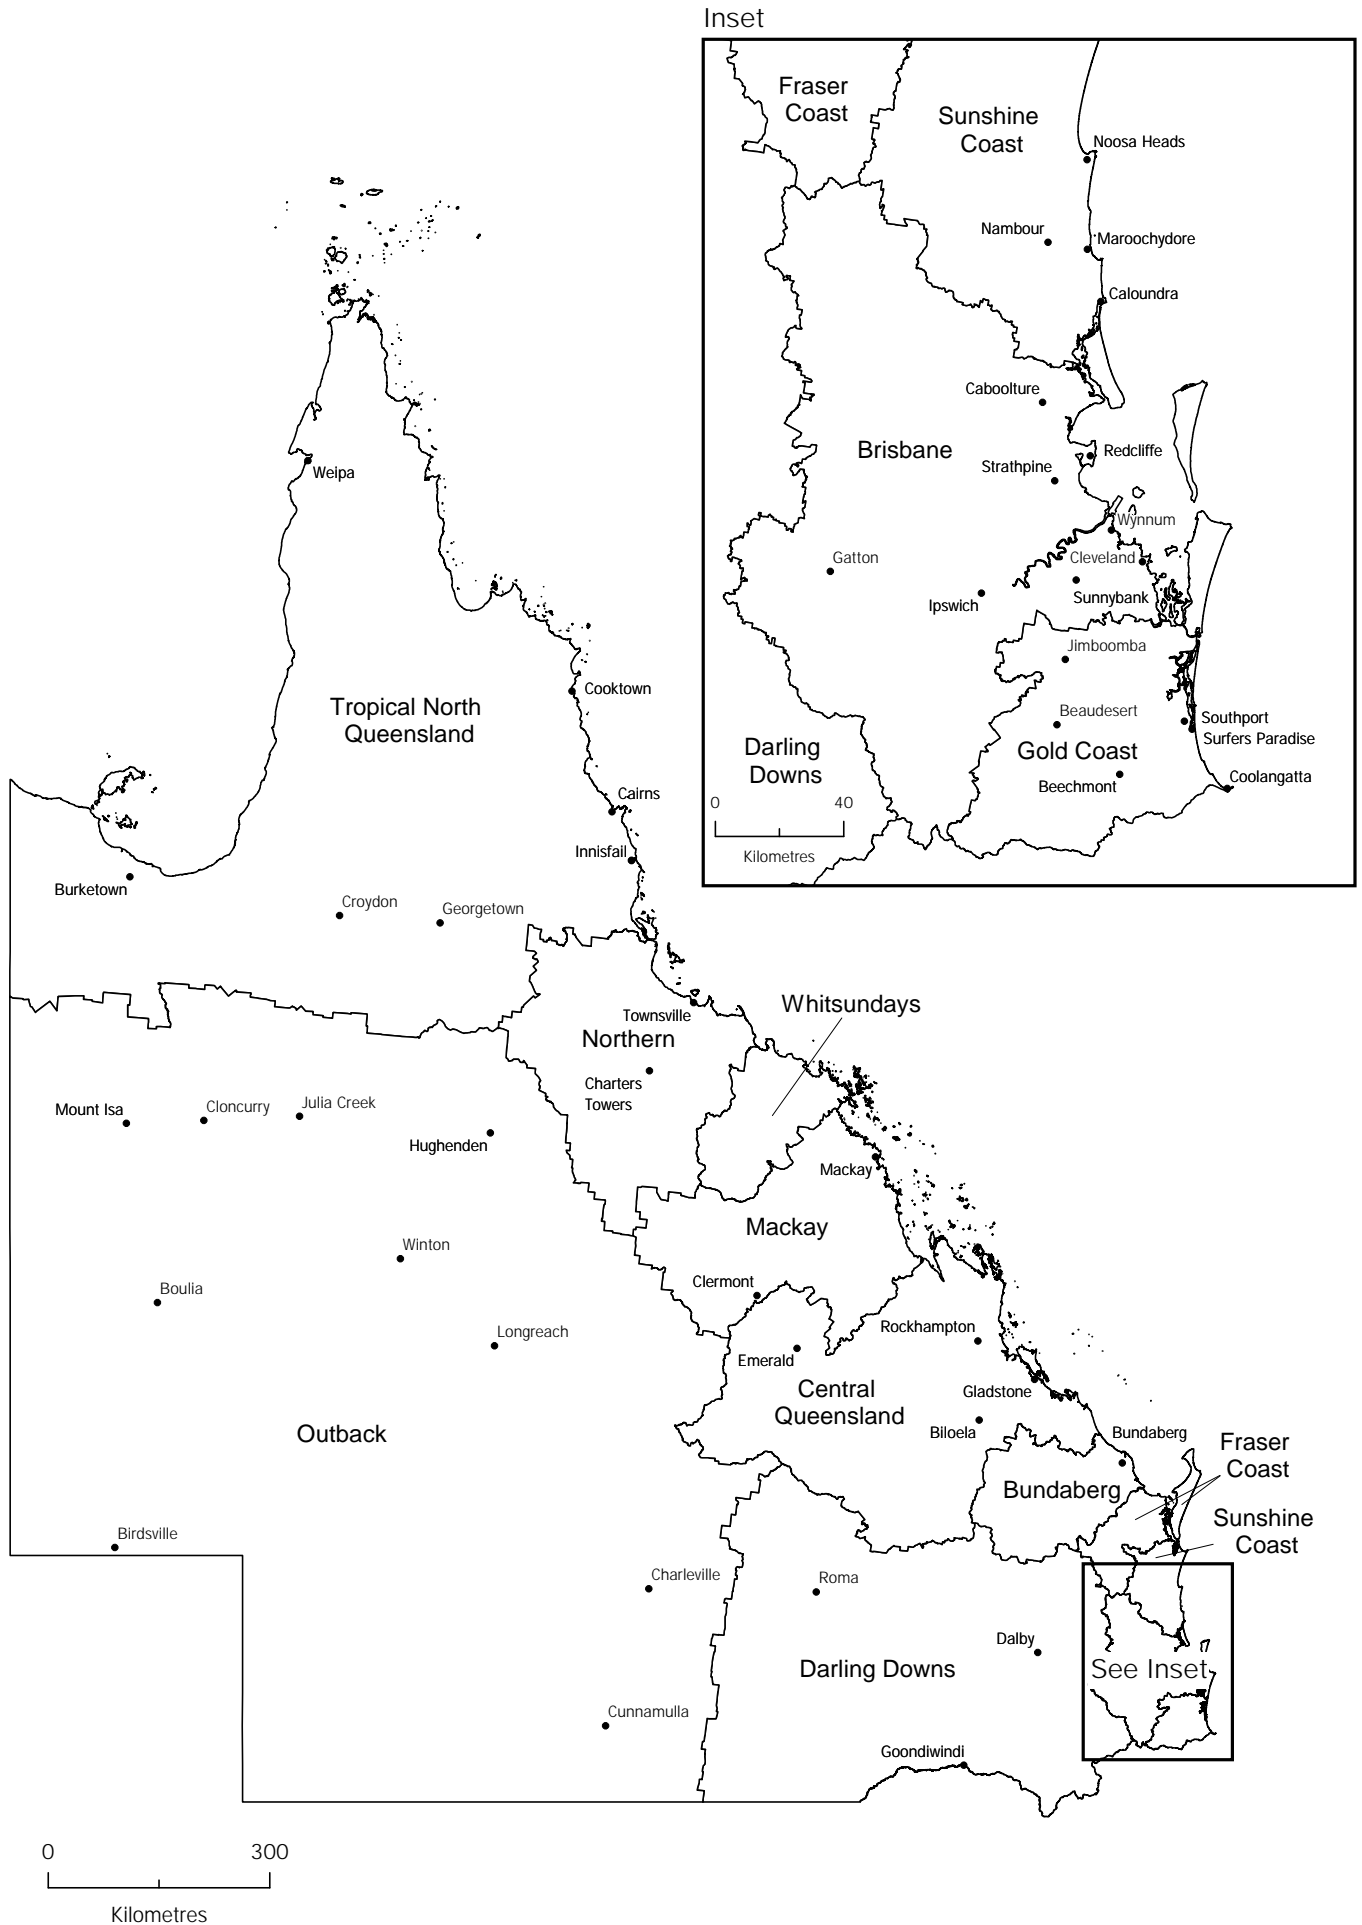 Inset
Fraser
Coast
Sunshine
Coast
Noosa Heads
Nambour
Maroochydore
Caloundra
Caboolture
Brisbane
Redcliffe
Strathpine
Wynnum
Gatton
Cleveland
Ipswich
Sunnybank
Jimboomba
Beaudesert
Southport
Surfers Paradise
Gold Coast
Darling
Downs
Beechmont
Coolangatta
0 40
Kilometres
Weipa
Cooktown
Tropical North
Queensland
Cairns
Innisfail
Burketown
Croydon
Georgetown
Whitsundays
Townsville
Northern
Charters
Towers
Mount Isa
Cloncurry
Julia Creek
Hughenden
Mackay
Mackay
Winton
Boulia
Clermont
Longreach
Rockhampton
Emerald
Central
Queensland
Gladstone
Biloela
Outback
Bundaberg
Fraser
Coast
Bundaberg
Sunshine
Coast
Birdsville
Charleville
Roma
Dalby
Darling Downs
See Inset
Cunnamulla
Goondiwindi
0 300
Kilometres